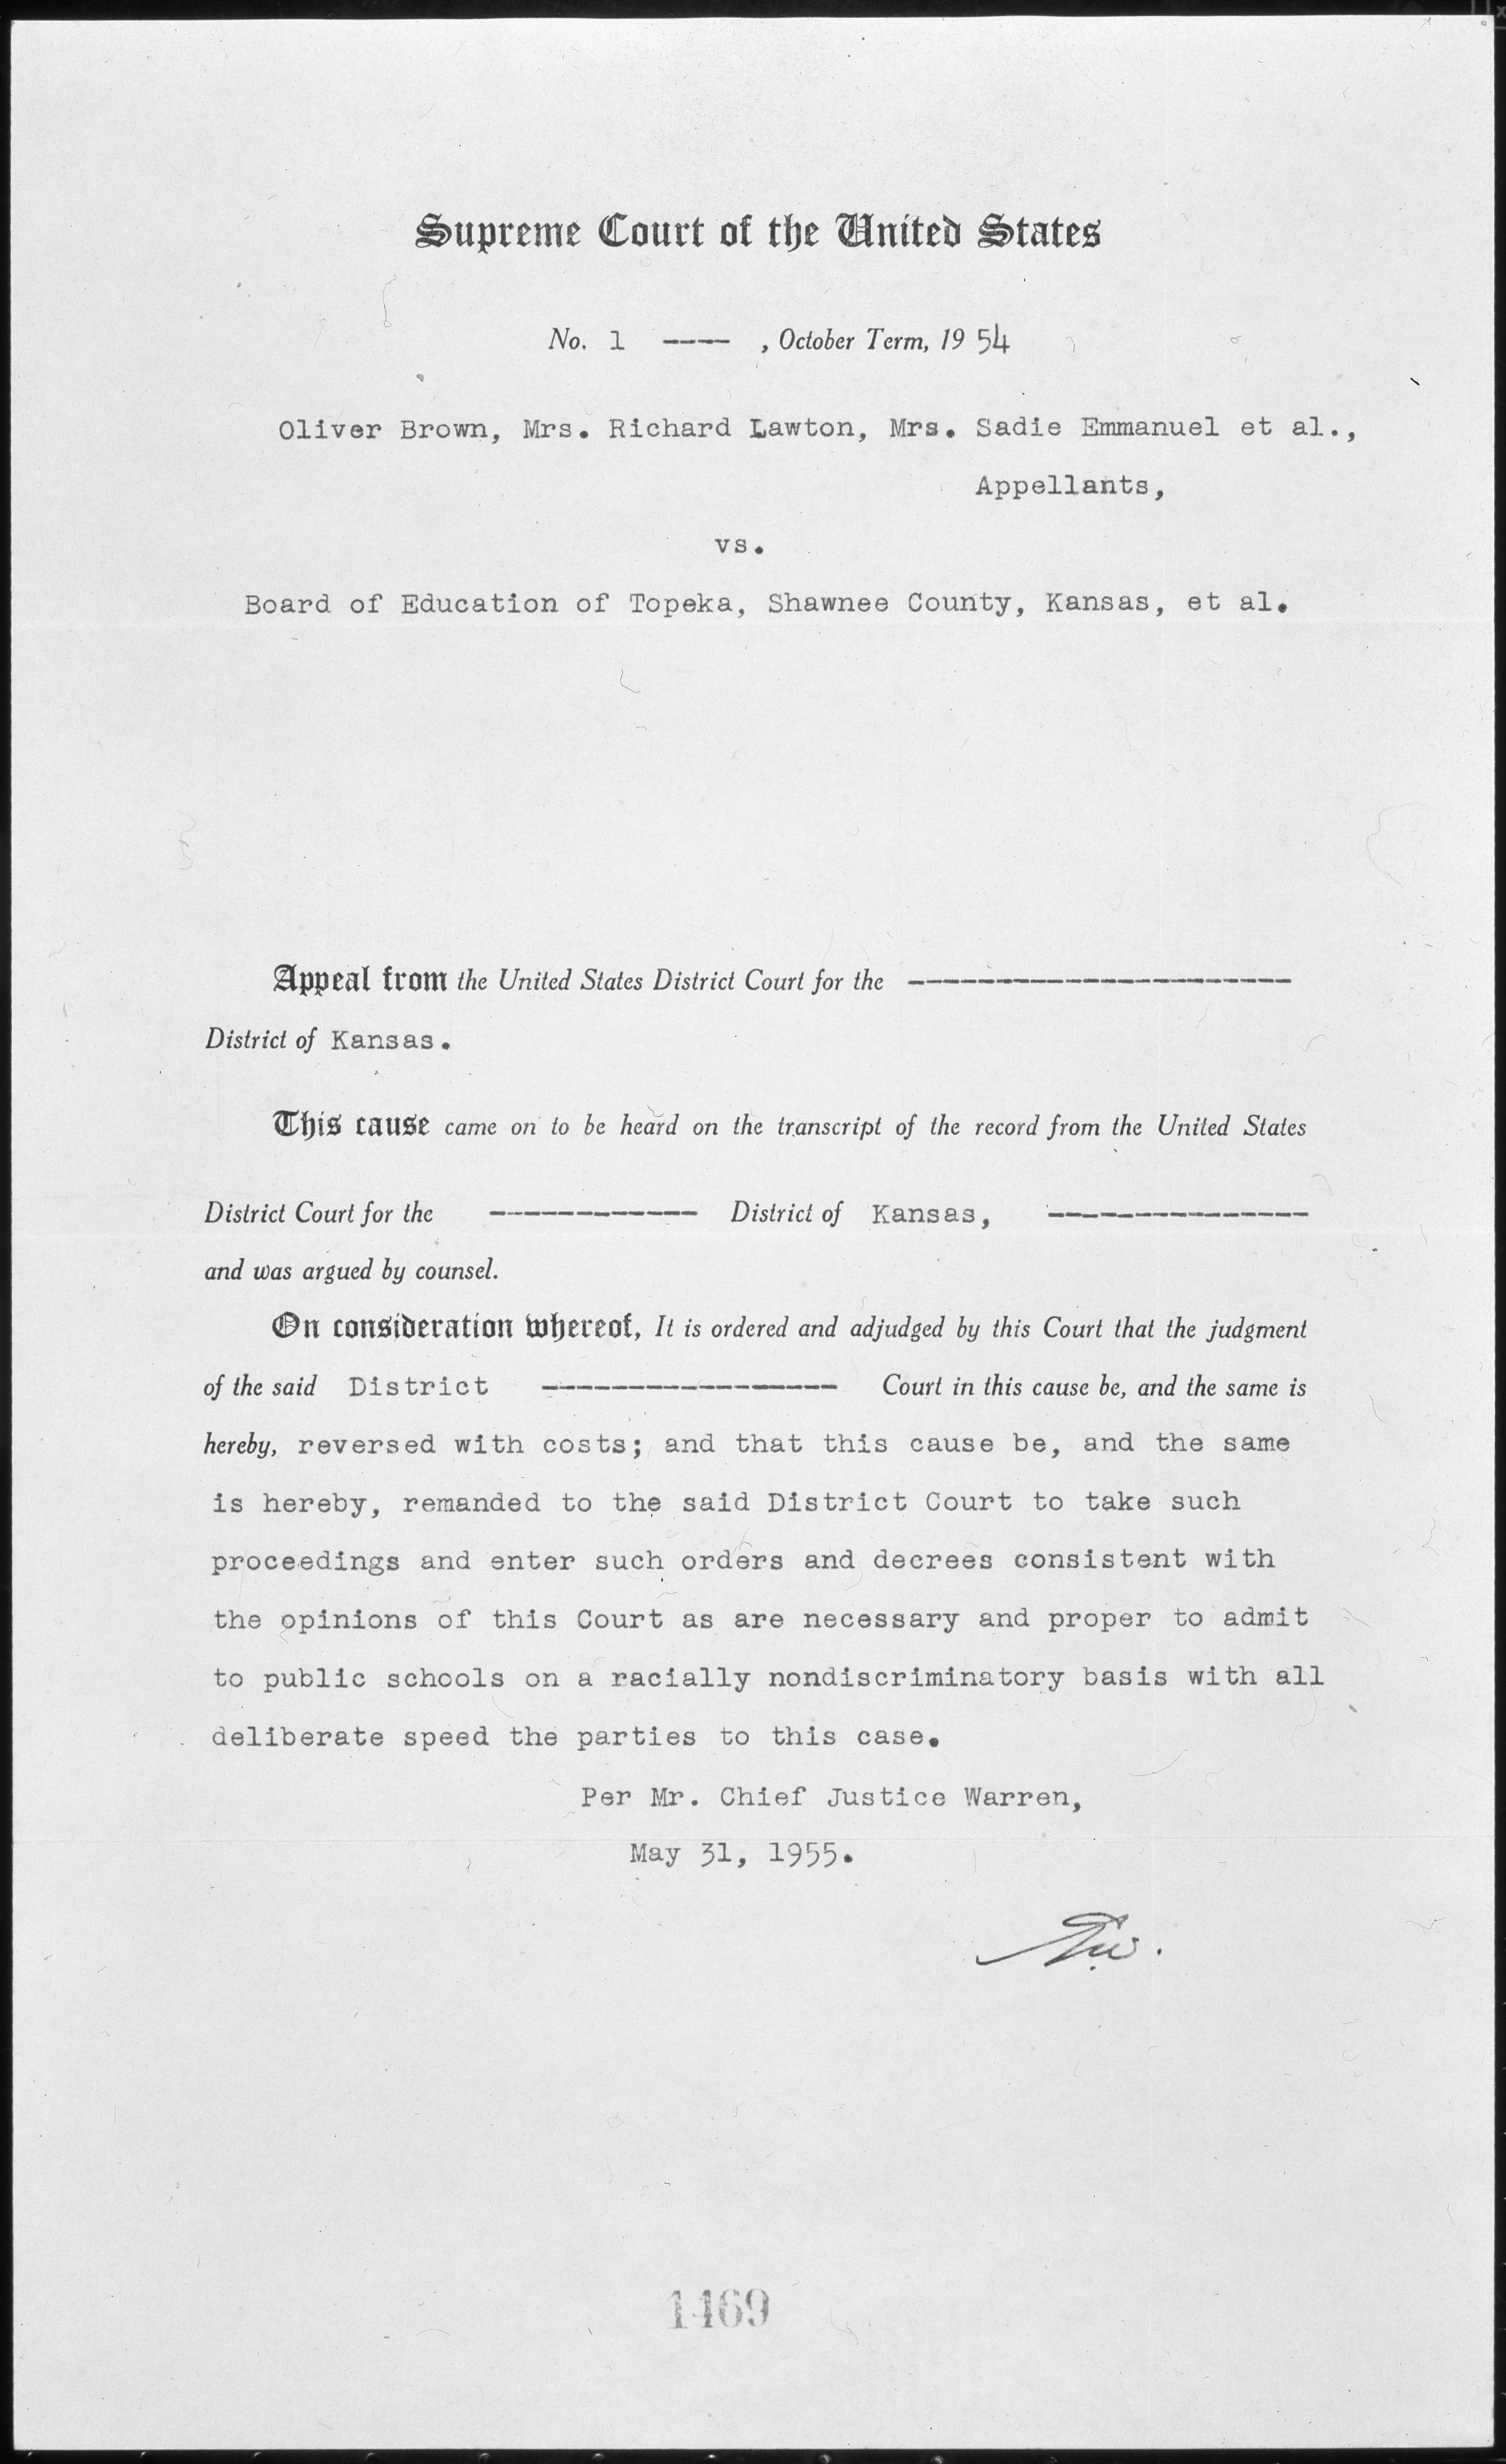 Supreme Court of the United States
No. 1 ---- , October Term, 19 54
Oliver Brown, Mrs. Richard Lawton, Mrs. Sadie Emmanuel et al.,
Appellants,
vs.
Board of Education of Topeka, Shawnee County, Kansas, et al.
Appeal from the United States District Court for the ----------------------
District of Kansas.
This cause came on to be heard on the transcript of the record from the United States
District Court for the ------------ District of Kansas, ---------------
and was argued by counsel.
On consideration whereof, It is ordered and adjudged by this Court that the judgment
of the said District ----------------- Court in this cause be, and the same is
hereby, reversed with costs; and that this cause be, and the same
is hereby, remanded to the said District Court to take such
proceedings and enter such orders and decrees consistent with
the opinions of this Court as are necessary and proper to admit
to public schools on a racially nondiscriminatory basis with all
deliberate speed the parties to this case.
Per Mr. Chief Justice Warren,
May 31, 1955.
1469